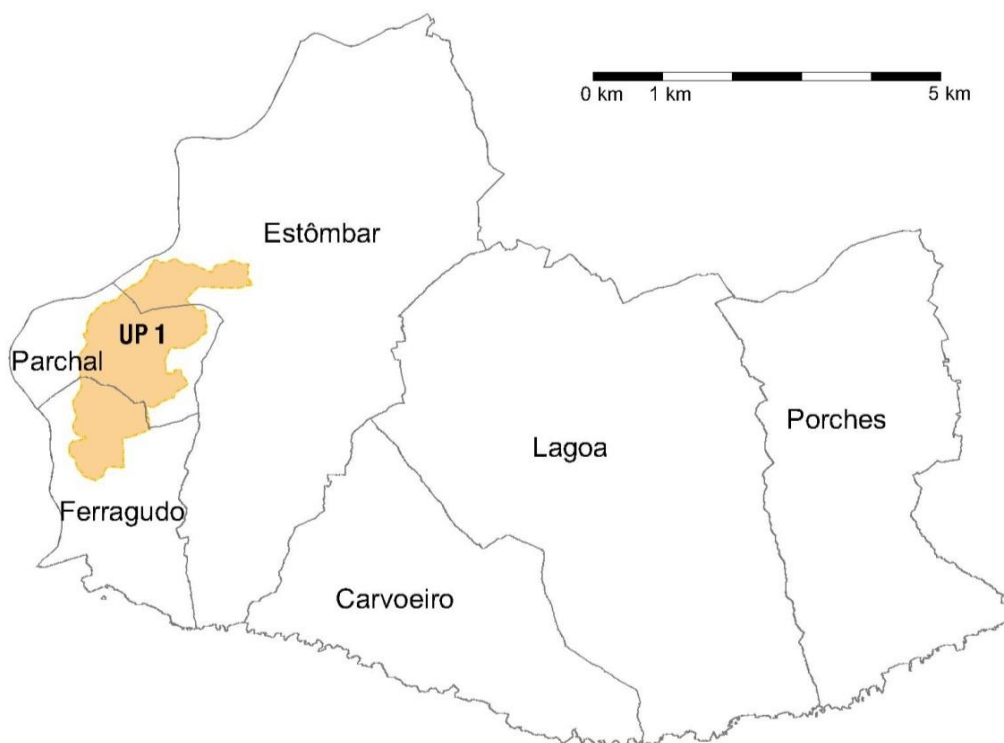 0 km 1 km 5 km
Estômbar
UP 1
Parchal
Porches
Lagoa
Ferragudo
Carvoeiro